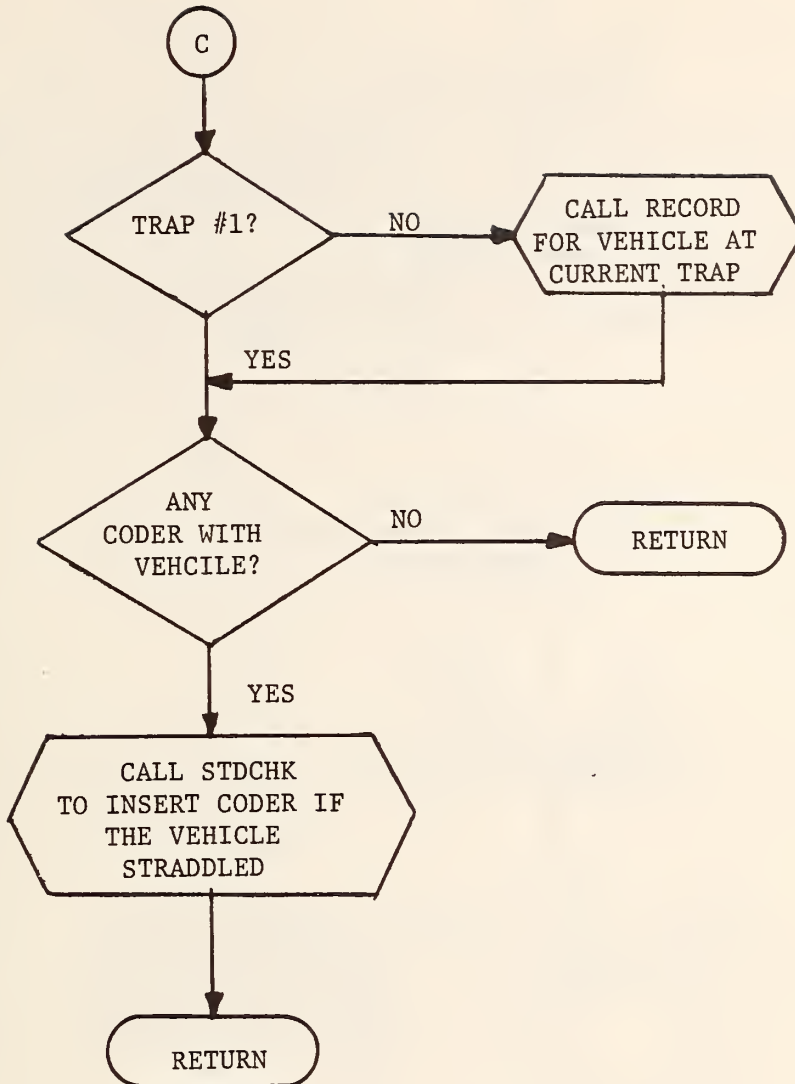 C
TRAP #1?
NO
CALL RECORD
FOR VEHICLE AT
CURRENT TRAP
YES
ANY
CODER WITH
VEHCILE?
NO
RETURN
YES
CALL STDCHK
TO INSERT CODER IF
THE VEHICLE
STRADDLED
RETURN